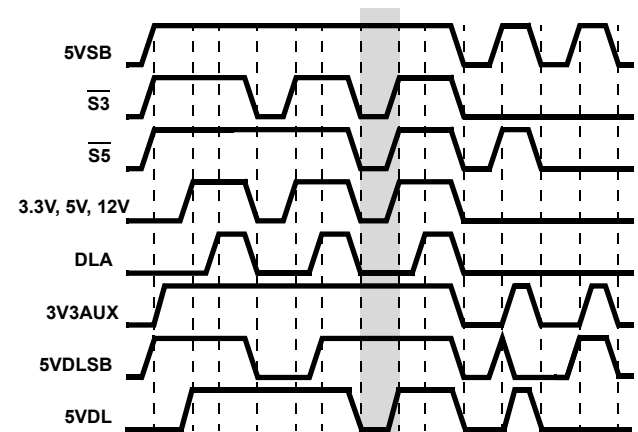 5VSB
S3
S5
3.3V, 5V, 12V
DLA
3V3AUX
5VDLSB
5VDL